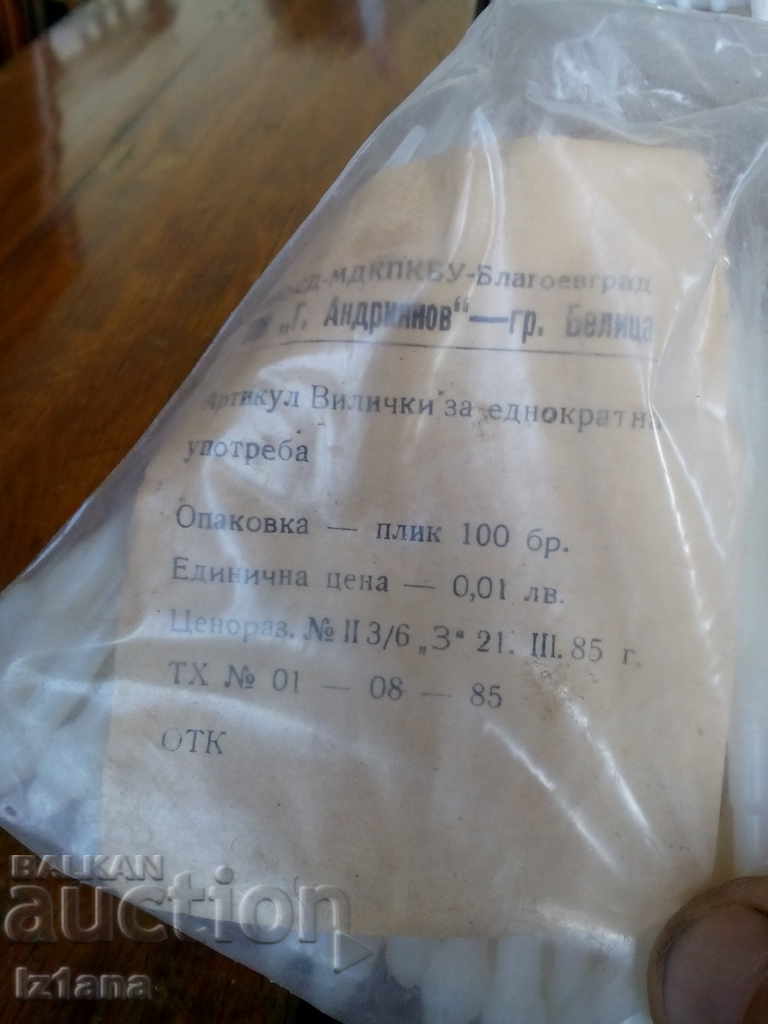 МДКПКБУ-Благоевград
„Г. Андрианов“ — гр. Белица
Артикул Вилички за еднократна
употреба
Опаковка — плик 100 бр.
Единична цена — 0,01 лв.
Ценораз. № II 3/6 „З“ 21. III. 85 г.
ТХ № 01 — 08 — 85
ОТК
BALKAN
auction
Iz1ana